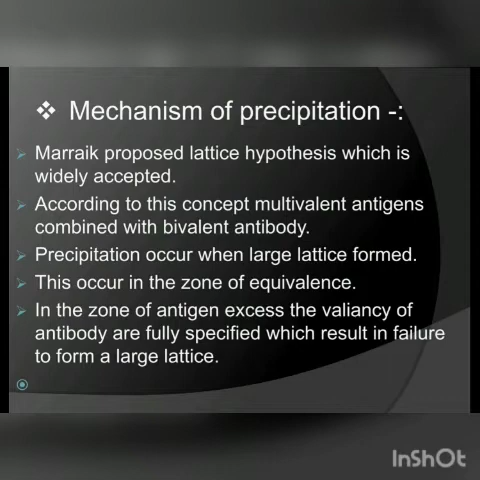 ❖ Mechanism of precipitation -:
Marraik proposed lattice hypothesis which is
widely accepted.
According to this concept multivalent antigens
combined with bivalent antibody.
Precipitation occur when large lattice formed.
This occur in the zone of equivalence.
In the zone of antigen excess the valiancy of
antibody are fully specified which result in failure
to form a large lattice.
InShOt